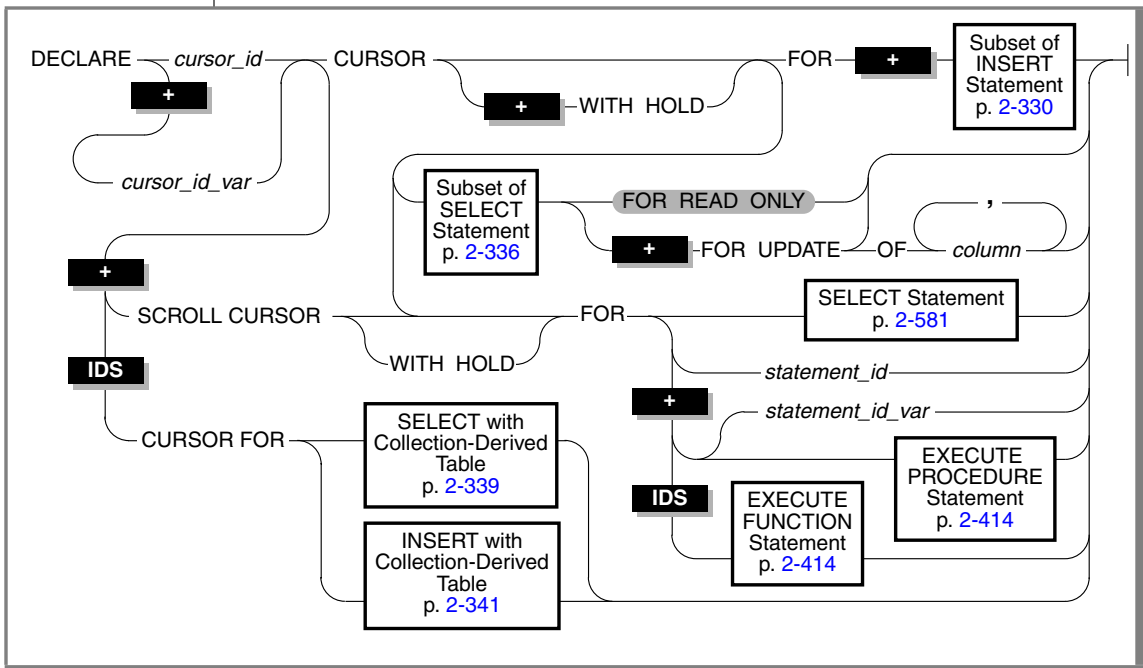 DECLARE cursor_id CURSOR FOR +
Subset of
INSERT
Statement
p. 2-330
+
+ WITH HOLD
cursor_id_var
Subset of
SELECT
Statement
p. 2-336
FOR READ ONLY
+ FOR UPDATE OF column
,
+
SCROLL CURSOR FOR
WITH HOLD
SELECT Statement
p. 2-581
statement_id
+
statement_id_var
IDS
CURSOR FOR
SELECT with
Collection-Derived
Table
p. 2-339
EXECUTE
PROCEDURE
Statement
p. 2-414
IDS
EXECUTE
FUNCTION
Statement
p. 2-414
INSERT with
Collection-Derived
Table
p. 2-341